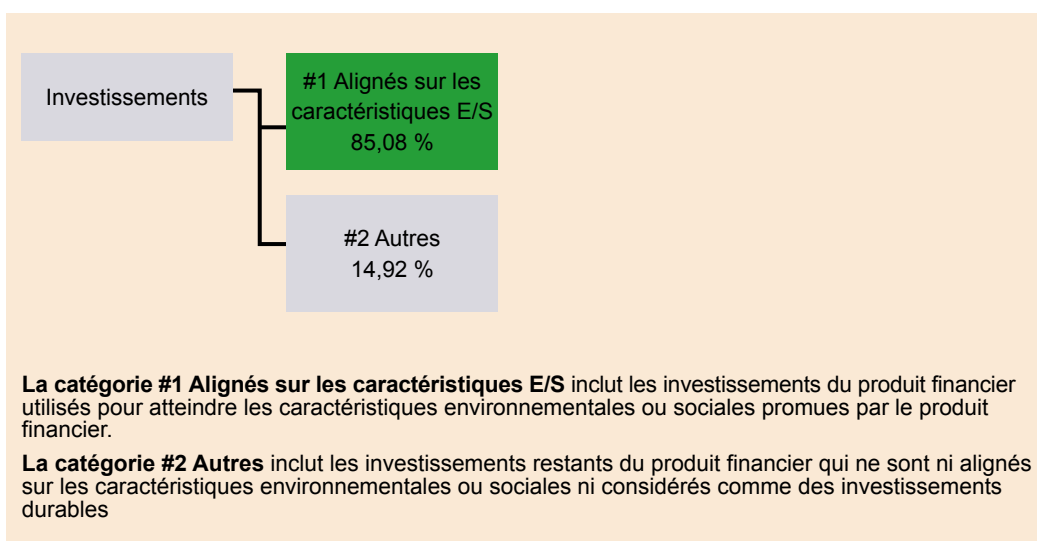 Investissements
#1 Alignés sur les
caractéristiques E/S
85,08 %
#2 Autres
14,92 %
La catégorie #1 Alignés sur les caractéristiques E/S inclut les investissements du produit financier
utilisés pour atteindre les caractéristiques environnementales ou sociales promues par le produit
financier.
La catégorie #2 Autres inclut les investissements restants du produit financier qui ne sont ni alignés
sur les caractéristiques environnementales ou sociales ni considérés comme des investissements
durables